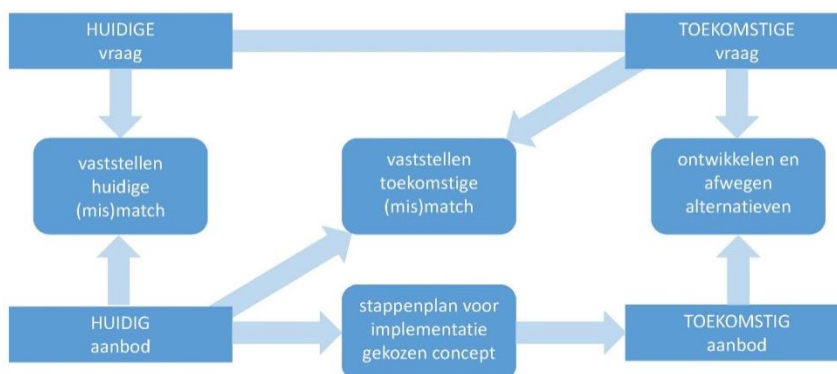 HUIDIGE
vraag
TOEKOMSTIGE
vraag
vaststellen
huidige
(mis)match
vaststellen
toekomstige
(mis)match
ontwikkelen en
afwegen
alternatieven
HUIDIG
aanbod
stappenplan voor
implementatie
gekozen concept
TOEKOMSTIG
aanbod